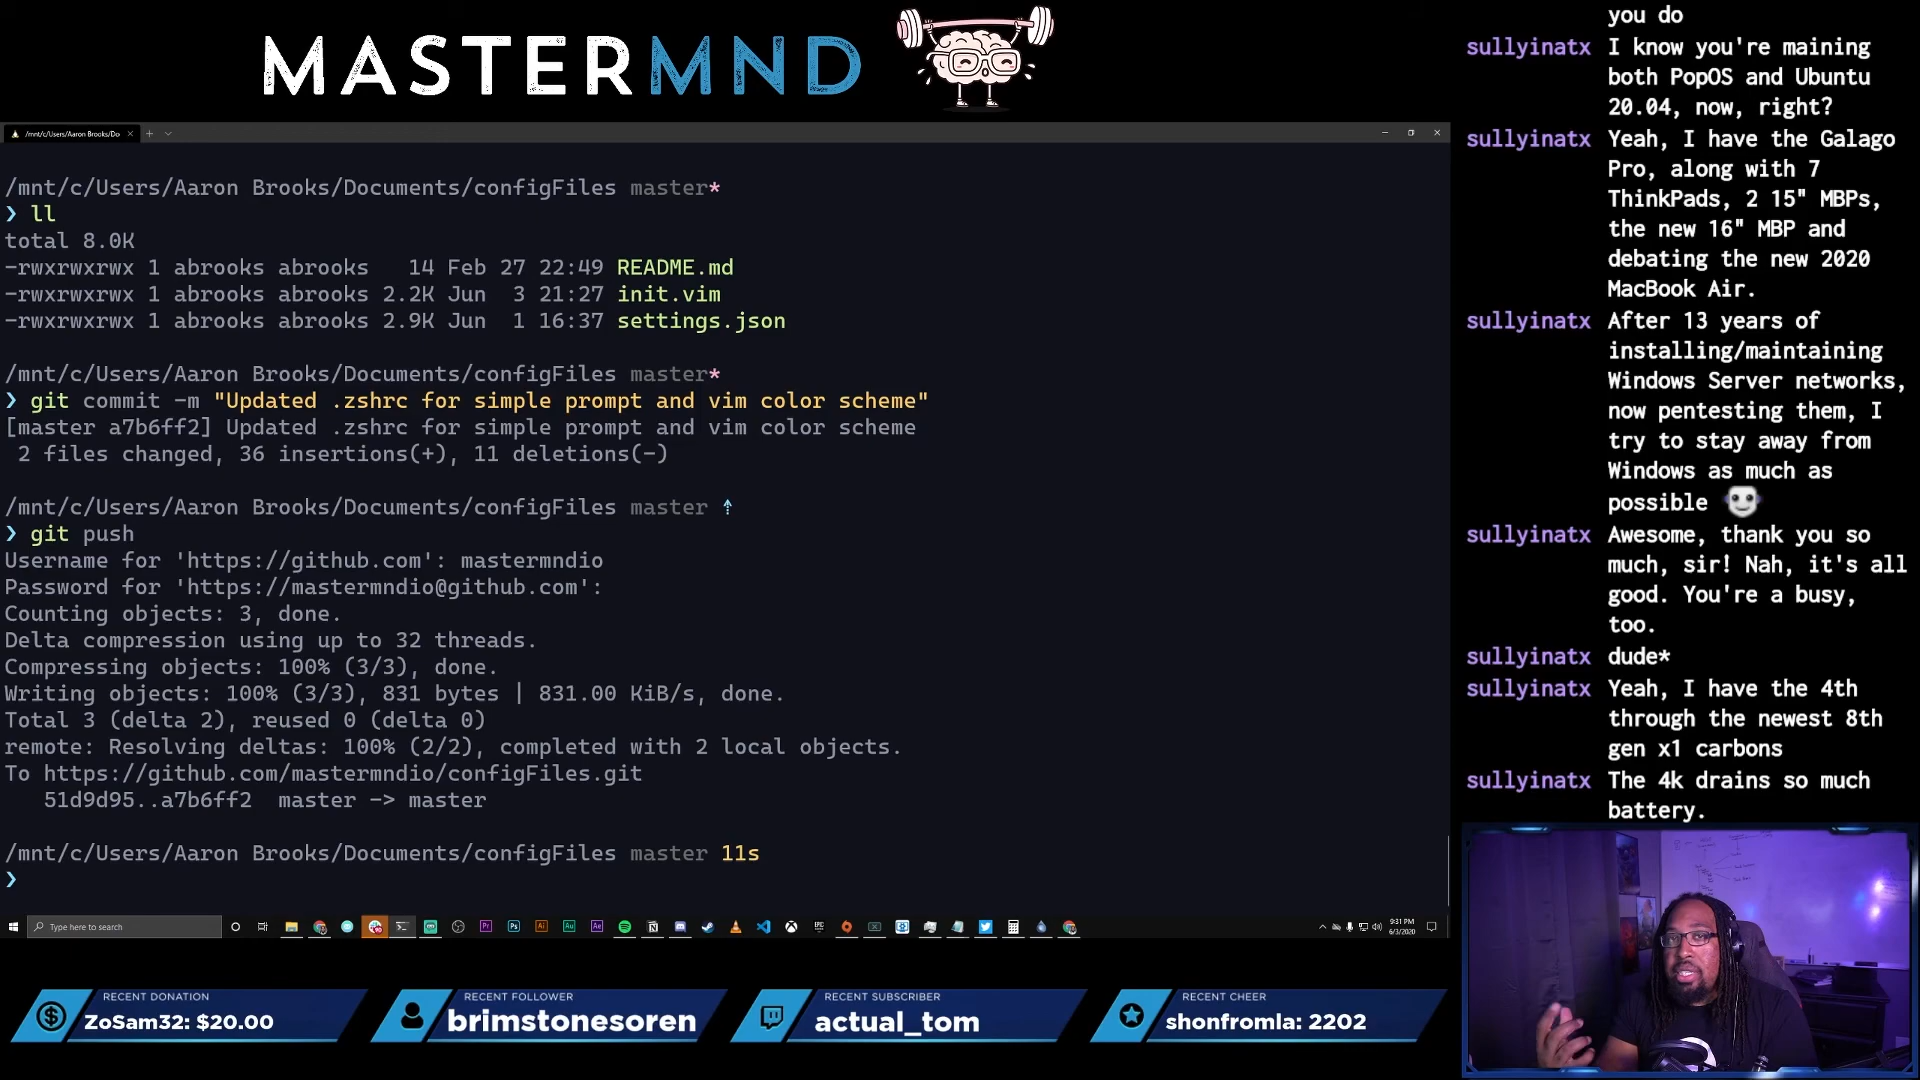 MASTERMND
/mnt/c/Users/Aaron Brooks/Do
/mnt/c/Users/Aaron Brooks/Documents/configFiles master*
❯ ll
total 8.0K
-rwxrwxrwx 1 abrooks abrooks   14 Feb 27 22:49 README.md
-rwxrwxrwx 1 abrooks abrooks 2.2K Jun  3 21:27 init.vim
-rwxrwxrwx 1 abrooks abrooks 2.9K Jun  1 16:37 settings.json
/mnt/c/Users/Aaron Brooks/Documents/configFiles master*
❯ git commit -m "Updated .zshrc for simple prompt and vim color scheme"
[master a7b6ff2] Updated .zshrc for simple prompt and vim color scheme
 2 files changed, 36 insertions(+), 11 deletions(-)
/mnt/c/Users/Aaron Brooks/Documents/configFiles master ⇡
❯ git push
Username for 'https://github.com': mastermndio
Password for 'https://mastermndio@github.com':
Counting objects: 3, done.
Delta compression using up to 32 threads.
Compressing objects: 100% (3/3), done.
Writing objects: 100% (3/3), 831 bytes | 831.00 KiB/s, done.
Total 3 (delta 2), reused 0 (delta 0)
remote: Resolving deltas: 100% (2/2), completed with 2 local objects.
To https://github.com/mastermndio/configFiles.git
   51d9d95..a7b6ff2  master -> master
/mnt/c/Users/Aaron Brooks/Documents/configFiles master 11s
❯
Type here to search
9:31 PM
6/3/2020
you do
sullyinatx I know you're maining
both PopOS and Ubuntu
20.04, now, right?
sullyinatx Yeah, I have the Galago
Pro, along with 7
ThinkPads, 2 15" MBPs,
the new 16" MBP and
debating the new 2020
MacBook Air.
sullyinatx After 13 years of
installing/maintaining
Windows Server networks,
now pentesting them, I
try to stay away from
Windows as much as
possible
sullyinatx Awesome, thank you so
much, sir! Nah, it's all
good. You're a busy,
too.
sullyinatx dude*
sullyinatx Yeah, I have the 4th
through the newest 8th
gen x1 carbons
sullyinatx The 4k drains so much
battery.
RECENT DONATION
ZoSam32: $20.00
RECENT FOLLOWER
brimstonesoren
RECENT SUBSCRIBER
actual_tom
RECENT CHEER
shonfromla: 2202